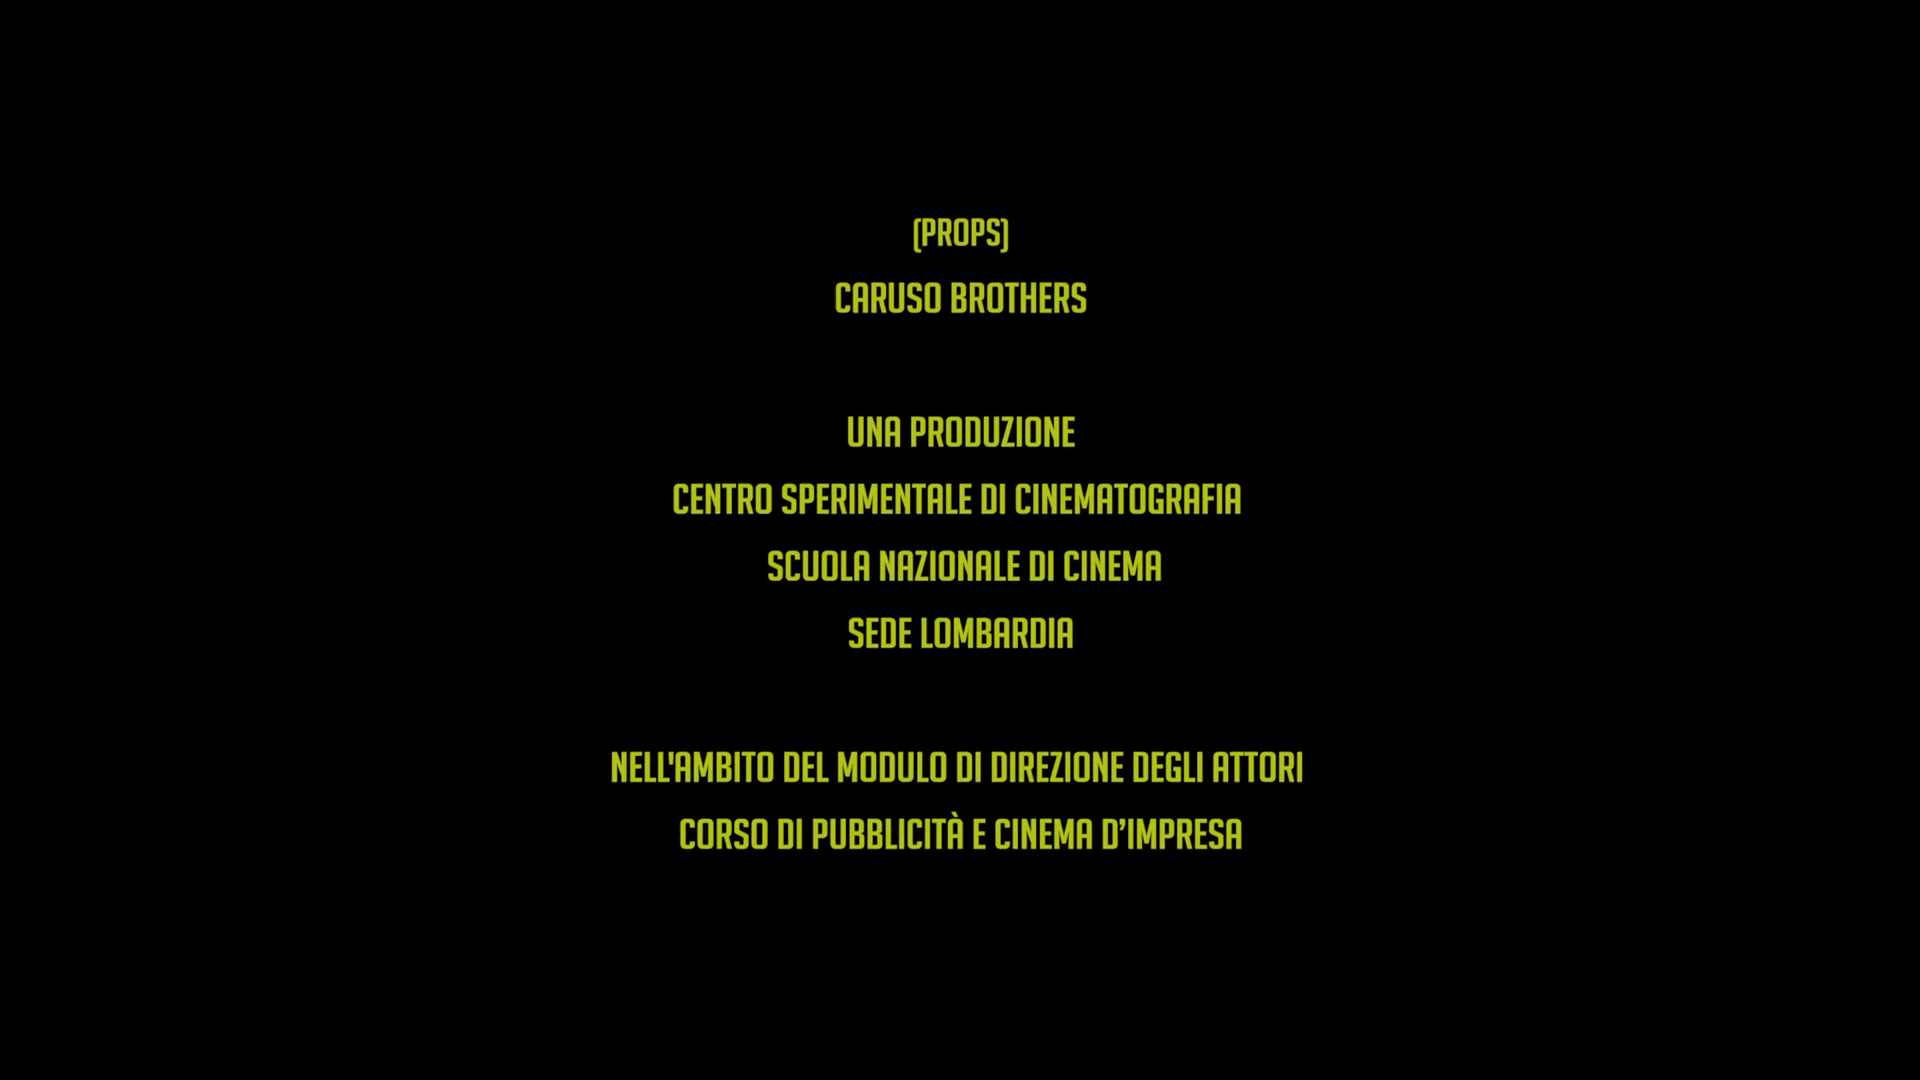 (PROPS)
CARUSO BROTHERS
UNA PRODUZIONE
CENTRO SPERIMENTALE DI CINEMATOGRAFIA
SCUOLA NAZIONALE DI CINEMA
SEDE LOMBARDIA
NELL'AMBITO DEL MODULO DI DIREZIONE DEGLI ATTORI
CORSO DI PUBBLICITÀ E CINEMA D’IMPRESA